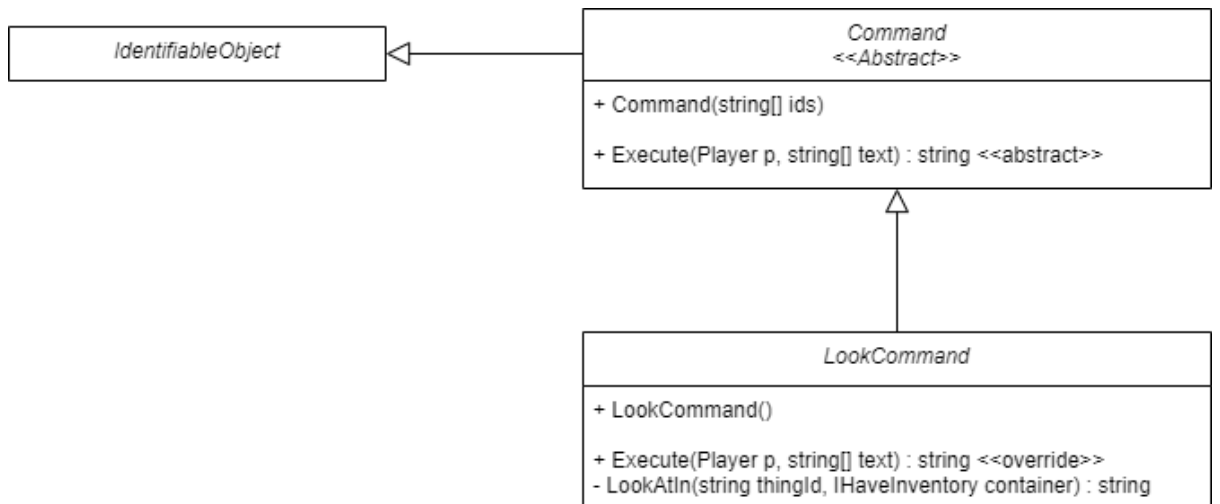 IdentifiableObject
Command
<<Abstract>>
+ Command(string[] ids)
+ Execute(Player p, string[] text) : string <<abstract>>
LookCommand
+ LookCommand()
+ Execute(Player p, string[] text) : string <<override>>
- LookAtIn(string thingId, IHaveInventory container) : string